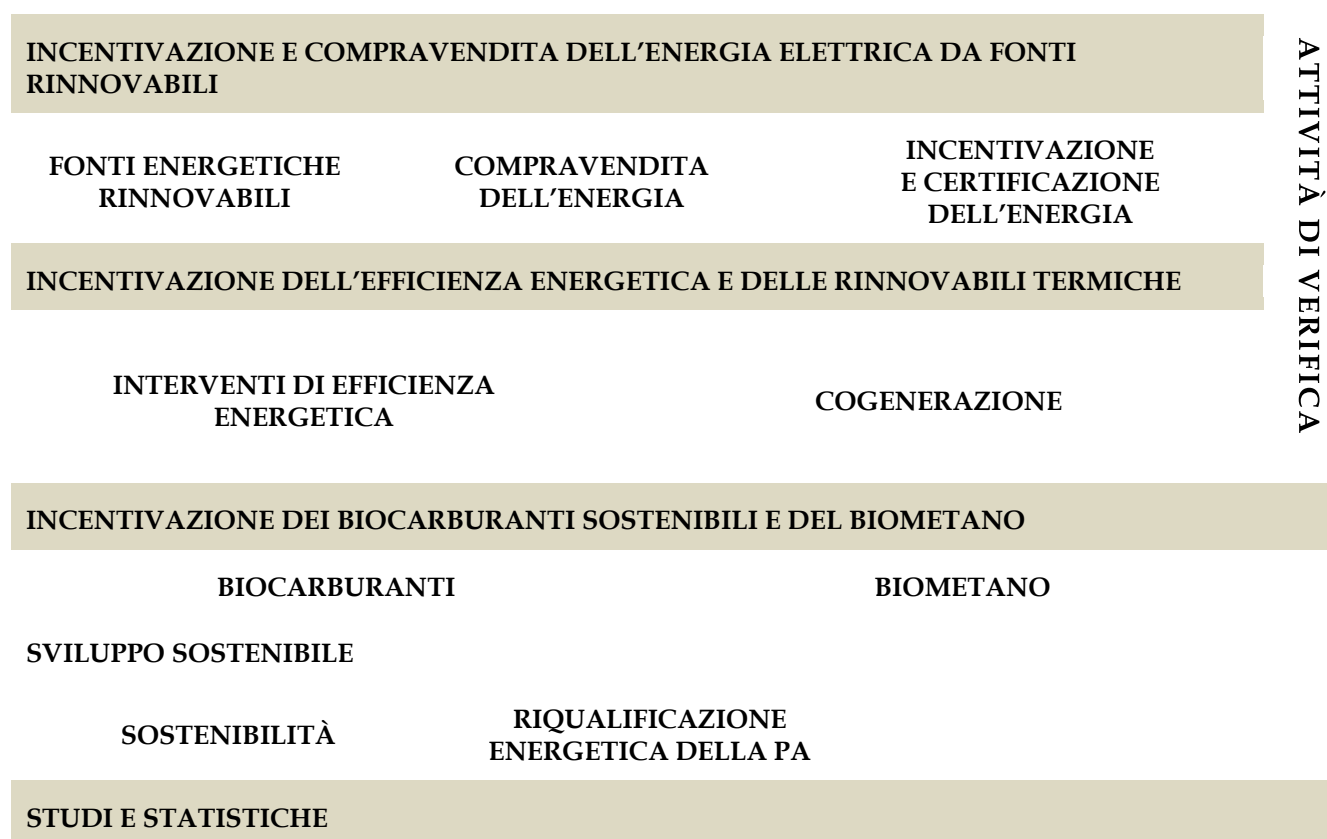 INCENTIVAZIONE E COMPRAVENDITA DELL’ENERGIA ELETTRICA DA FONTI
RINNOVABILI
FONTI ENERGETICHE
RINNOVABILI
COMPRAVENDITA
DELL’ENERGIA
INCENTIVAZIONE
E CERTIFICAZIONE
DELL’ENERGIA
INCENTIVAZIONE DELL’EFFICIENZA ENERGETICA E DELLE RINNOVABILI TERMICHE
INTERVENTI DI EFFICIENZA
ENERGETICA
COGENERAZIONE
ATTIVITÀ DI VERIFICA
INCENTIVAZIONE DEI BIOCARBURANTI SOSTENIBILI E DEL BIOMETANO
BIOCARBURANTI
BIOMETANO
SVILUPPO SOSTENIBILE
SOSTENIBILITÀ
RIQUALIFICAZIONE
ENERGETICA DELLA PA
STUDI E STATISTICHE